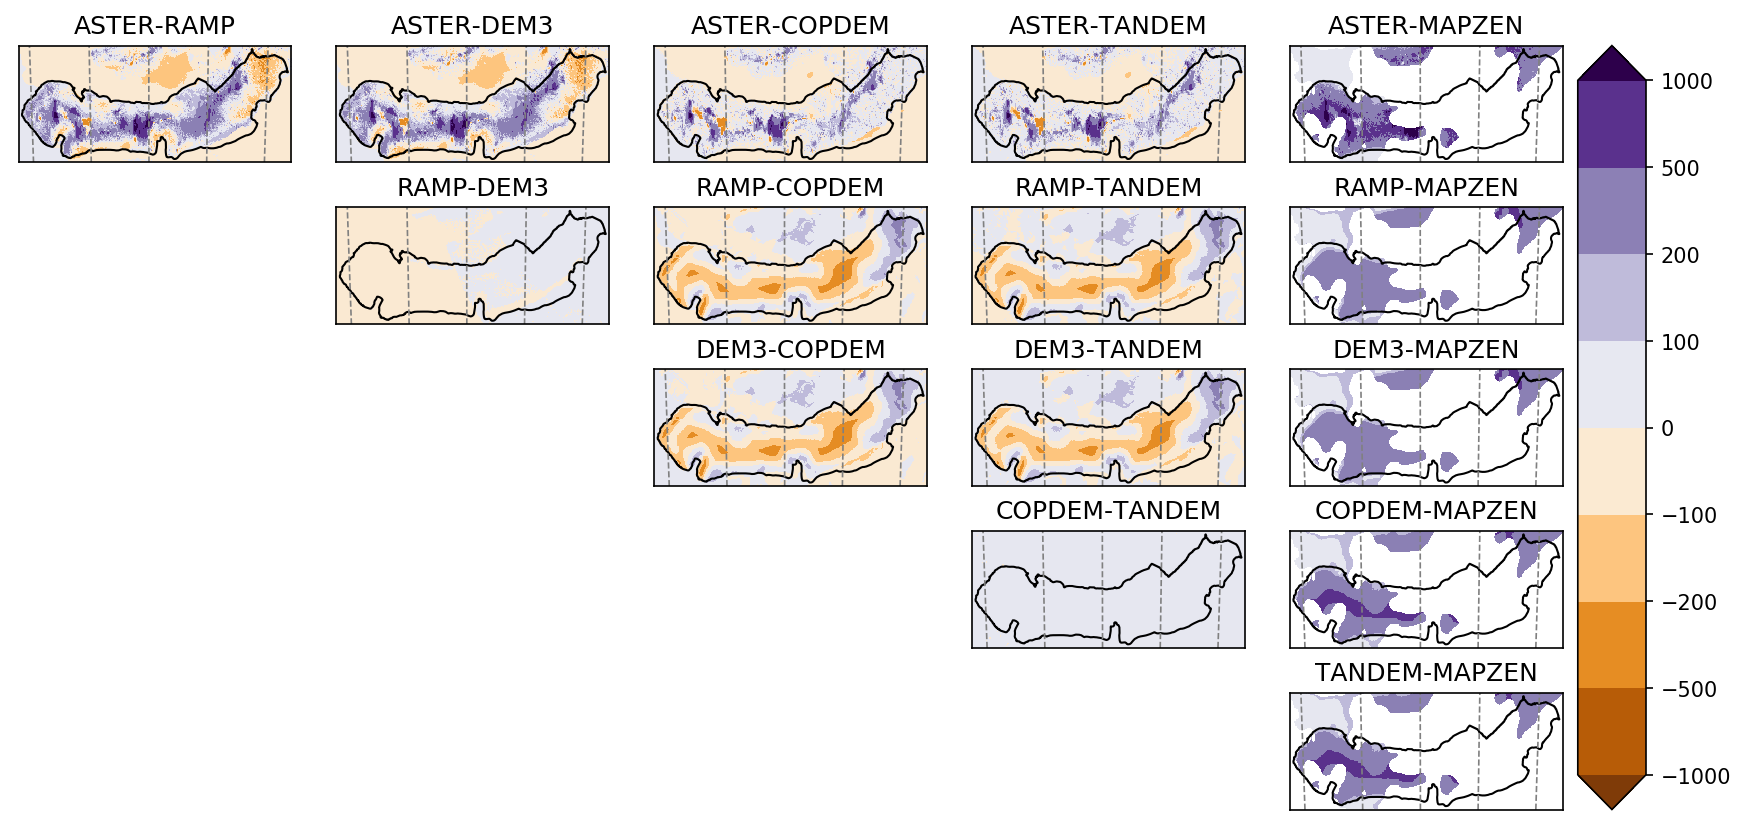 ASTER-RAMP
ASTER-DEM3
ASTER-COPDEM
ASTER-TANDEM
ASTER-MAPZEN
RAMP-DEM3
RAMP-COPDEM
RAMP-TANDEM
RAMP-MAPZEN
DEM3-COPDEM
DEM3-TANDEM
DEM3-MAPZEN
COPDEM-TANDEM
COPDEM-MAPZEN
TANDEM-MAPZEN
1000
500
200
100
0
−100
−200
−500
−1000